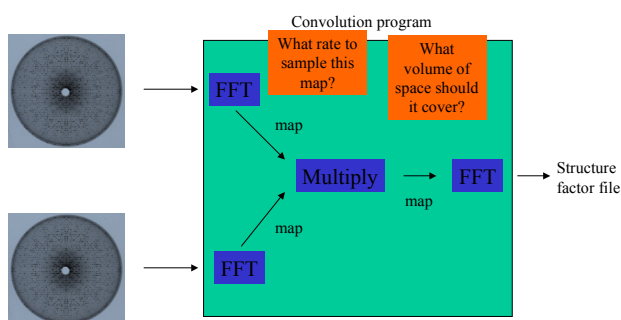 Convolution program
What rate to
sample this
map?
What
volume of
space should
it cover?
FFT
map
Multiply
FFT
Structure
factor file
map
map
FFT